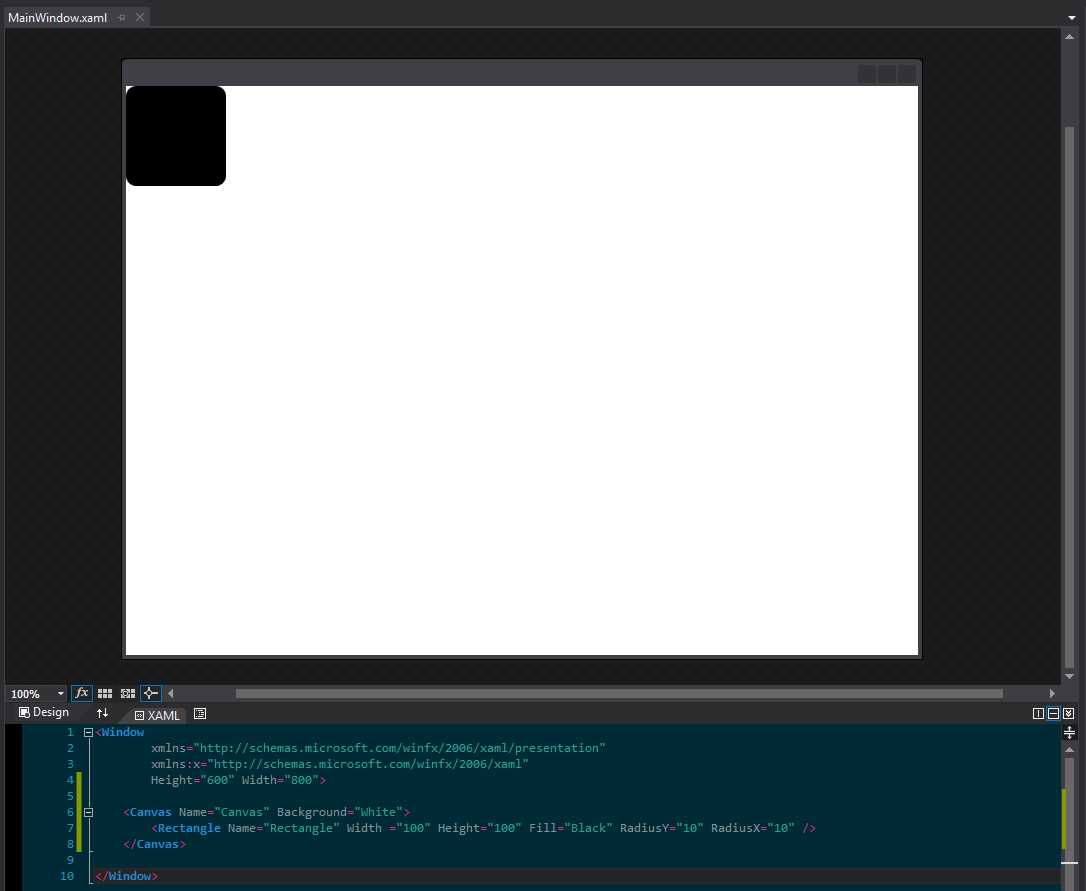 MainWindow.xaml
100%
fx
Design
XAML
1 <Window
2 xmlns="http://schemas.microsoft.com/winfx/2006/xaml/presentation"
3 xmlns:x="http://schemas.microsoft.com/winfx/2006/xaml"
4 Height="600" Width="800">
5
6 <Canvas Name="Canvas" Background="White">
7 <Rectangle Name="Rectangle" Width ="100" Height="100" Fill="Black" RadiusY="10" RadiusX="10" />
8 </Canvas>
9
10 </Window>